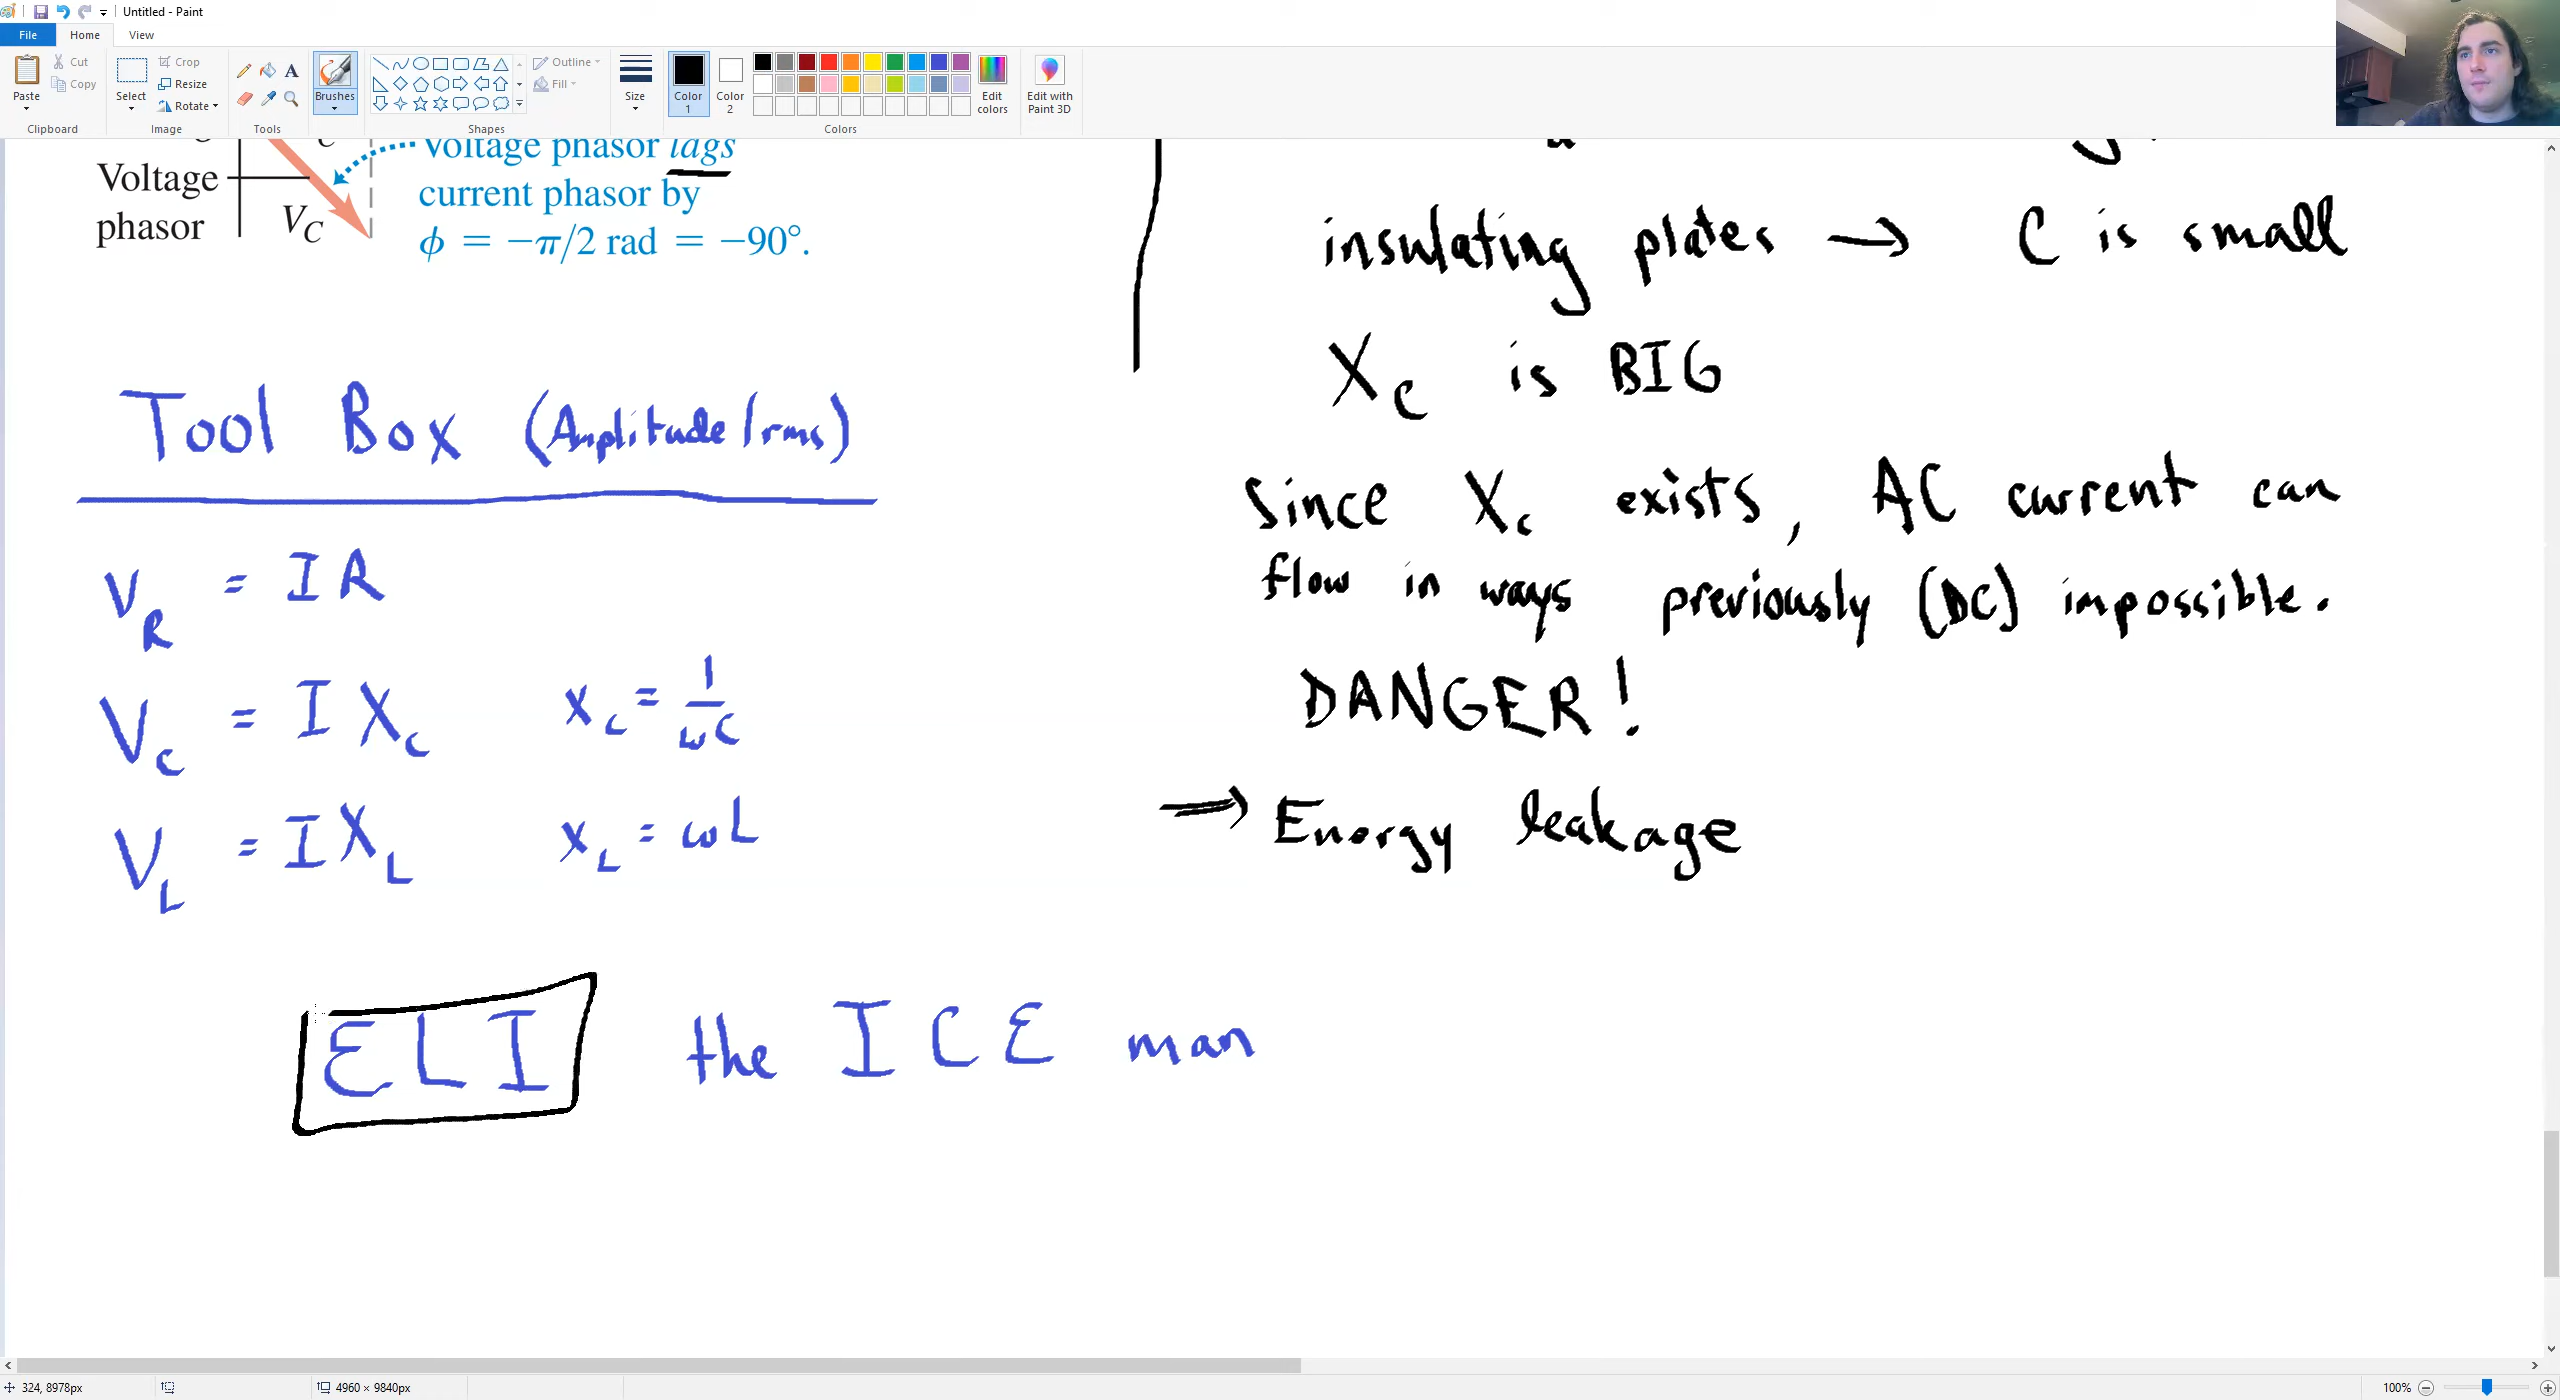 Untitled - Paint
File Home View
Paste Cut Copy Clipboard
Select Crop Resize Rotate Image
Tools
Brushes
Shapes Outline Fill
Size
Color 1 Color 2
Edit colors
Edit with Paint 3D
Colors
Voltage phasor
V_C
Voltage phasor lags
current phasor by
ϕ = −π/2 rad = −90°.
Tool Box (Amplitude/rms)
V_R = IR
V_C = I X_C X_C = 1/ωC
V_L = I X_L X_L = ωL
ELI the ICE man
insulating plates → C is small
X_C is BIG
Since X_C exists, AC current can
flow in ways previously (DC) impossible.
DANGER!
⇒ Energy leakage
324, 8978px
4960 × 9840px
100%